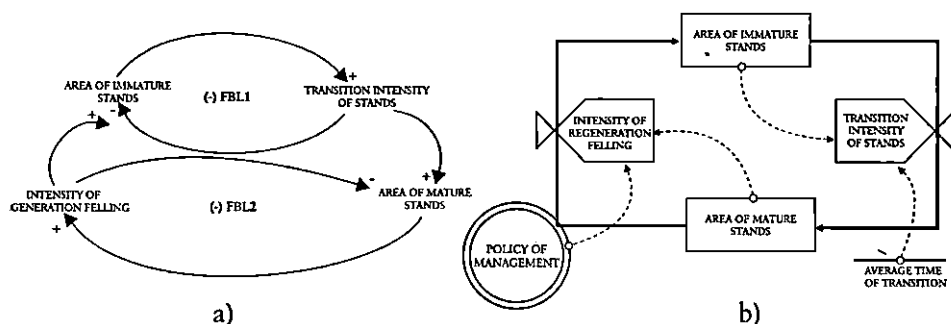 AREA OF IMMATURE
STANDS
+
-
(-) FBL1
+
TRANSITION INTENSITY
OF STANDS
+
INTENSITY OF
GENERATION FELLING
+
(-) FBL2
-
+
AREA OF MATURE
STANDS
a)
AREA OF IMMATURE
STANDS
INTENSITY OF
REGENERATION
FELLING
TRANSITION
INTENSITY
OF STANDS
AREA OF MATURE
STANDS
POLICY OF
MANAGEMENT
AVERAGE TIME
OF TRANSITION
b)